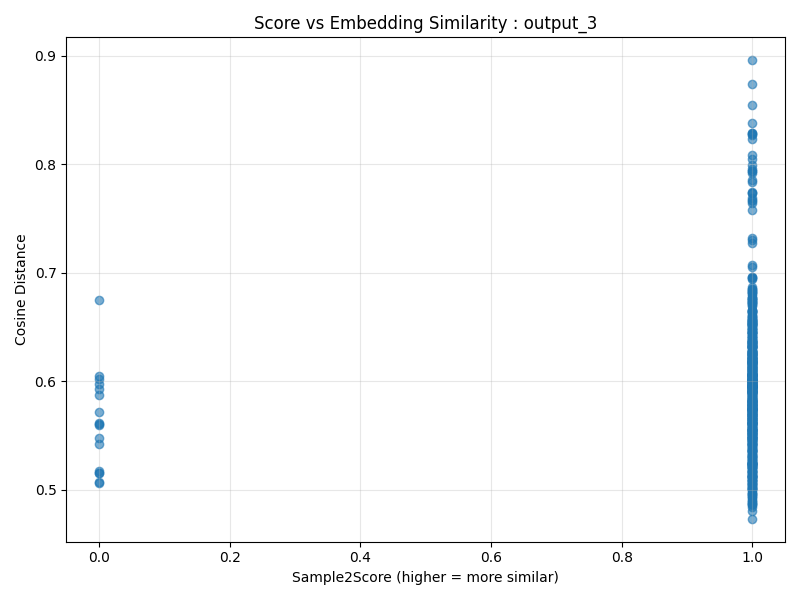 Score vs Embedding Similarity : output_3
Cosine Distance
0.9
0.8
0.7
0.6
0.5
0.0 0.2 0.4 0.6 0.8 1.0
Sample2Score (higher = more similar)